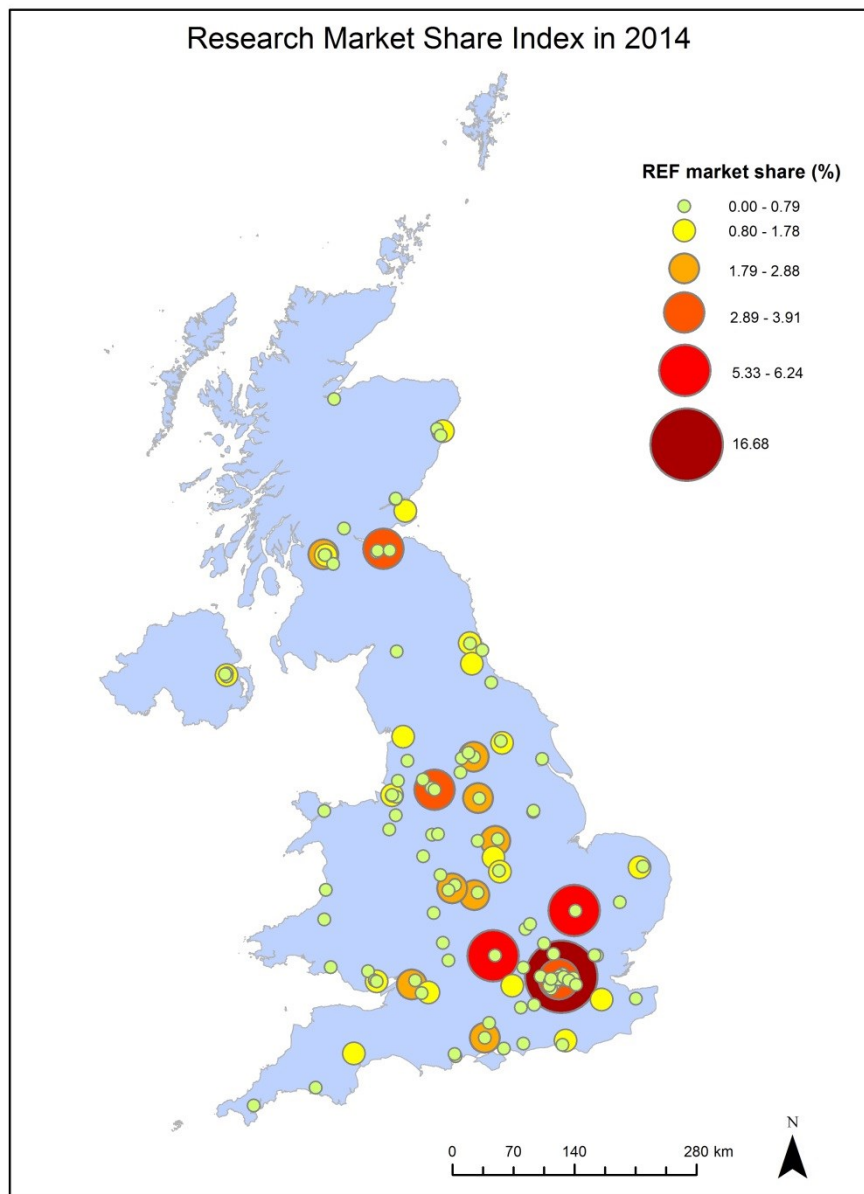 Research Market Share Index in 2014
REF market share (%)
0.00 - 0.79
0.80 - 1.78
1.79 - 2.88
2.89 - 3.91
5.33 - 6.24
16.68
N
0 70 140 280 km